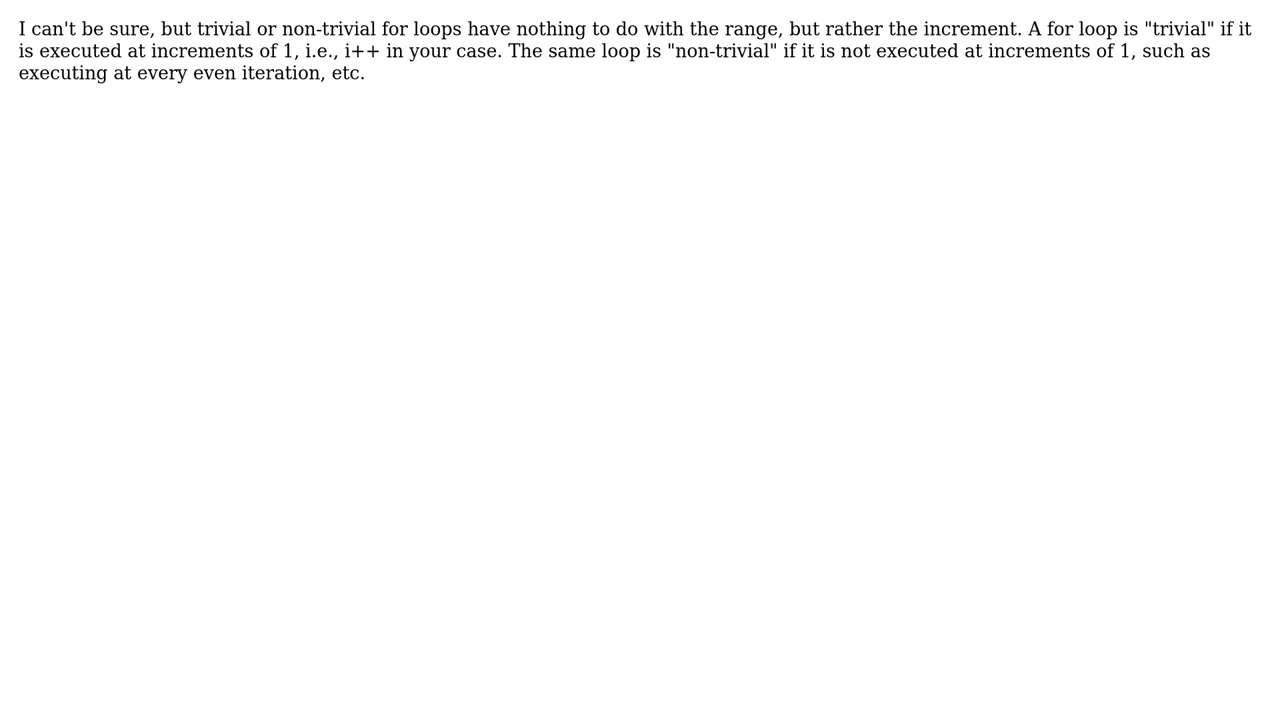 I can't be sure, but trivial or non-trivial for loops have nothing to do with the range, but rather the increment. A for loop is "trivial" if it
is executed at increments of 1, i.e., i++ in your case. The same loop is "non-trivial" if it is not executed at increments of 1, such as
executing at every even iteration, etc.